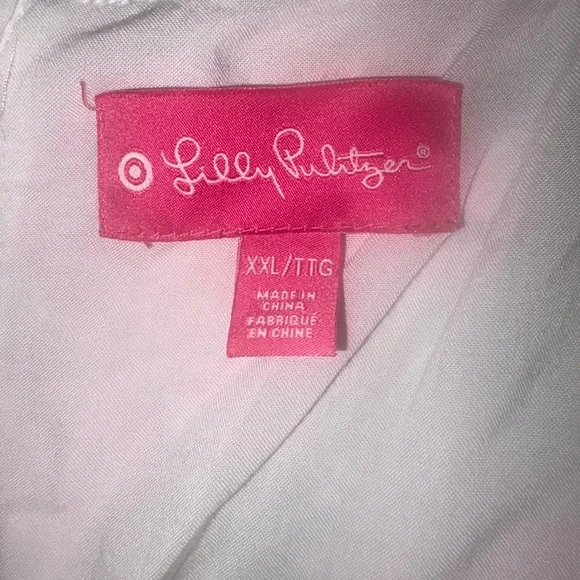 Lilly Pulitzer®
XXL/TTG
MADE IN
CHINA
FABRIQUÉ
EN CHINE